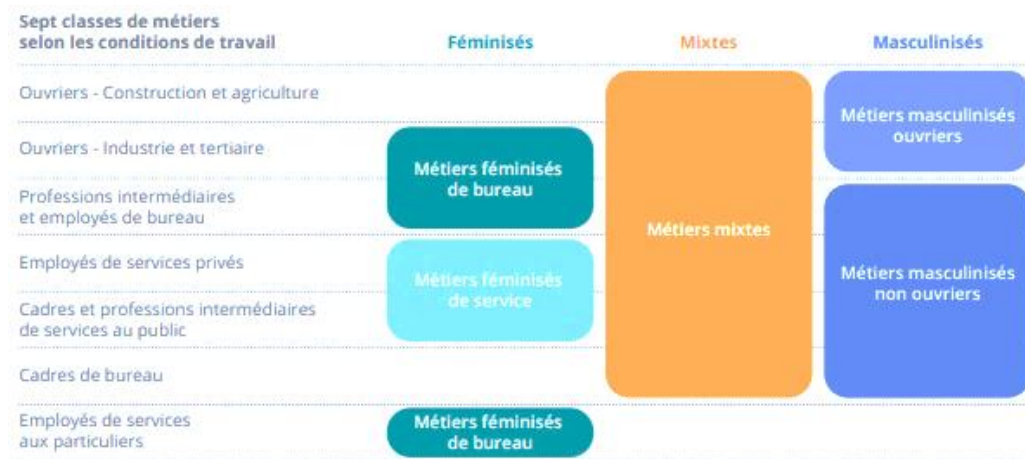 Sept classes de métiers
selon les conditions de travail
Féminisés
Mixtes
Masculinisés
Ouvriers - Construction et agriculture
Ouvriers - Industrie et tertiaire
Professions intermédiaires
et employés de bureau
Employés de services privés
Cadres et professions intermédiaires
de services au public
Cadres de bureau
Employés de services
aux particuliers
Métiers féminisés
de bureau
Métiers féminisés
de service
Métiers féminisés
de bureau
Métiers mixtes
Métiers masculinisés
ouvriers
Métiers masculinisés
non ouvriers